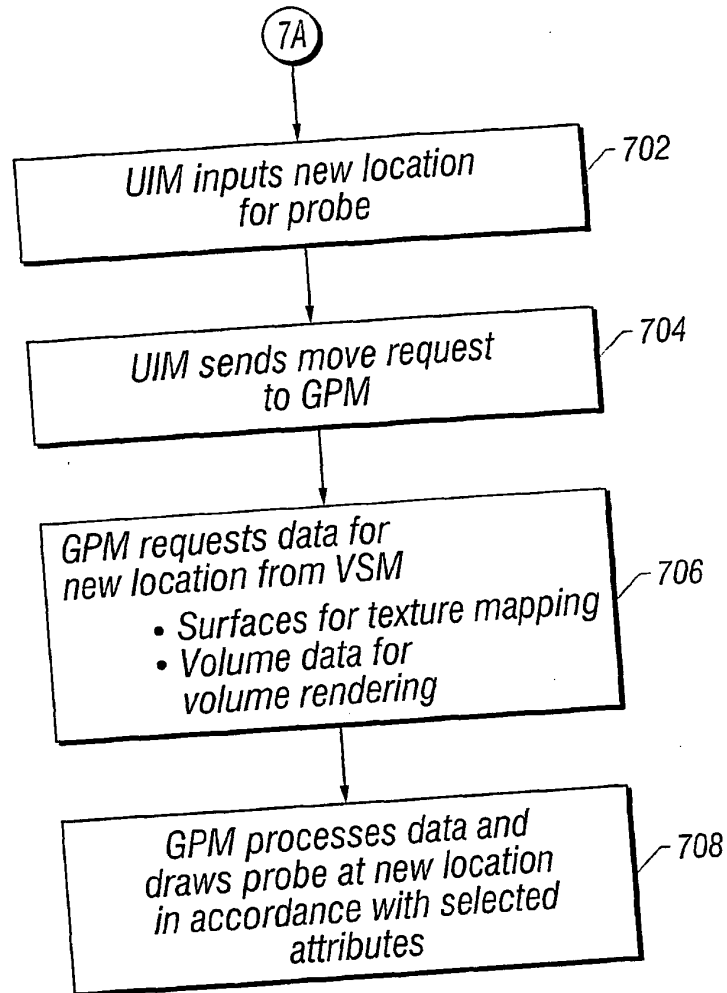 7A
UIM inputs new location
for probe
702
UIM sends move request
to GPM
704
GPM requests data for
new location from VSM
• Surfaces for texture mapping
• Volume data for
volume rendering
706
GPM processes data and
draws probe at new location
in accordance with selected
attributes
708